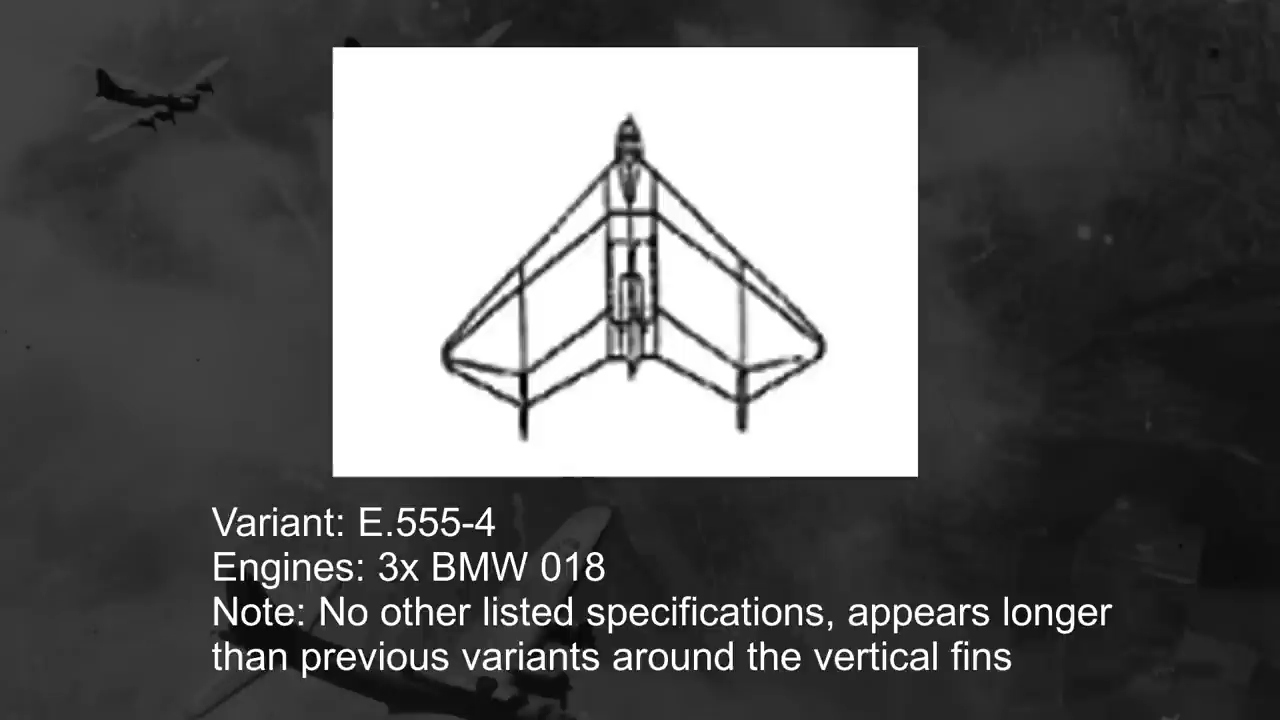 Variant: E.555-4
Engines: 3x BMW 018
Note: No other listed specifications, appears longer
than previous variants around the vertical fins